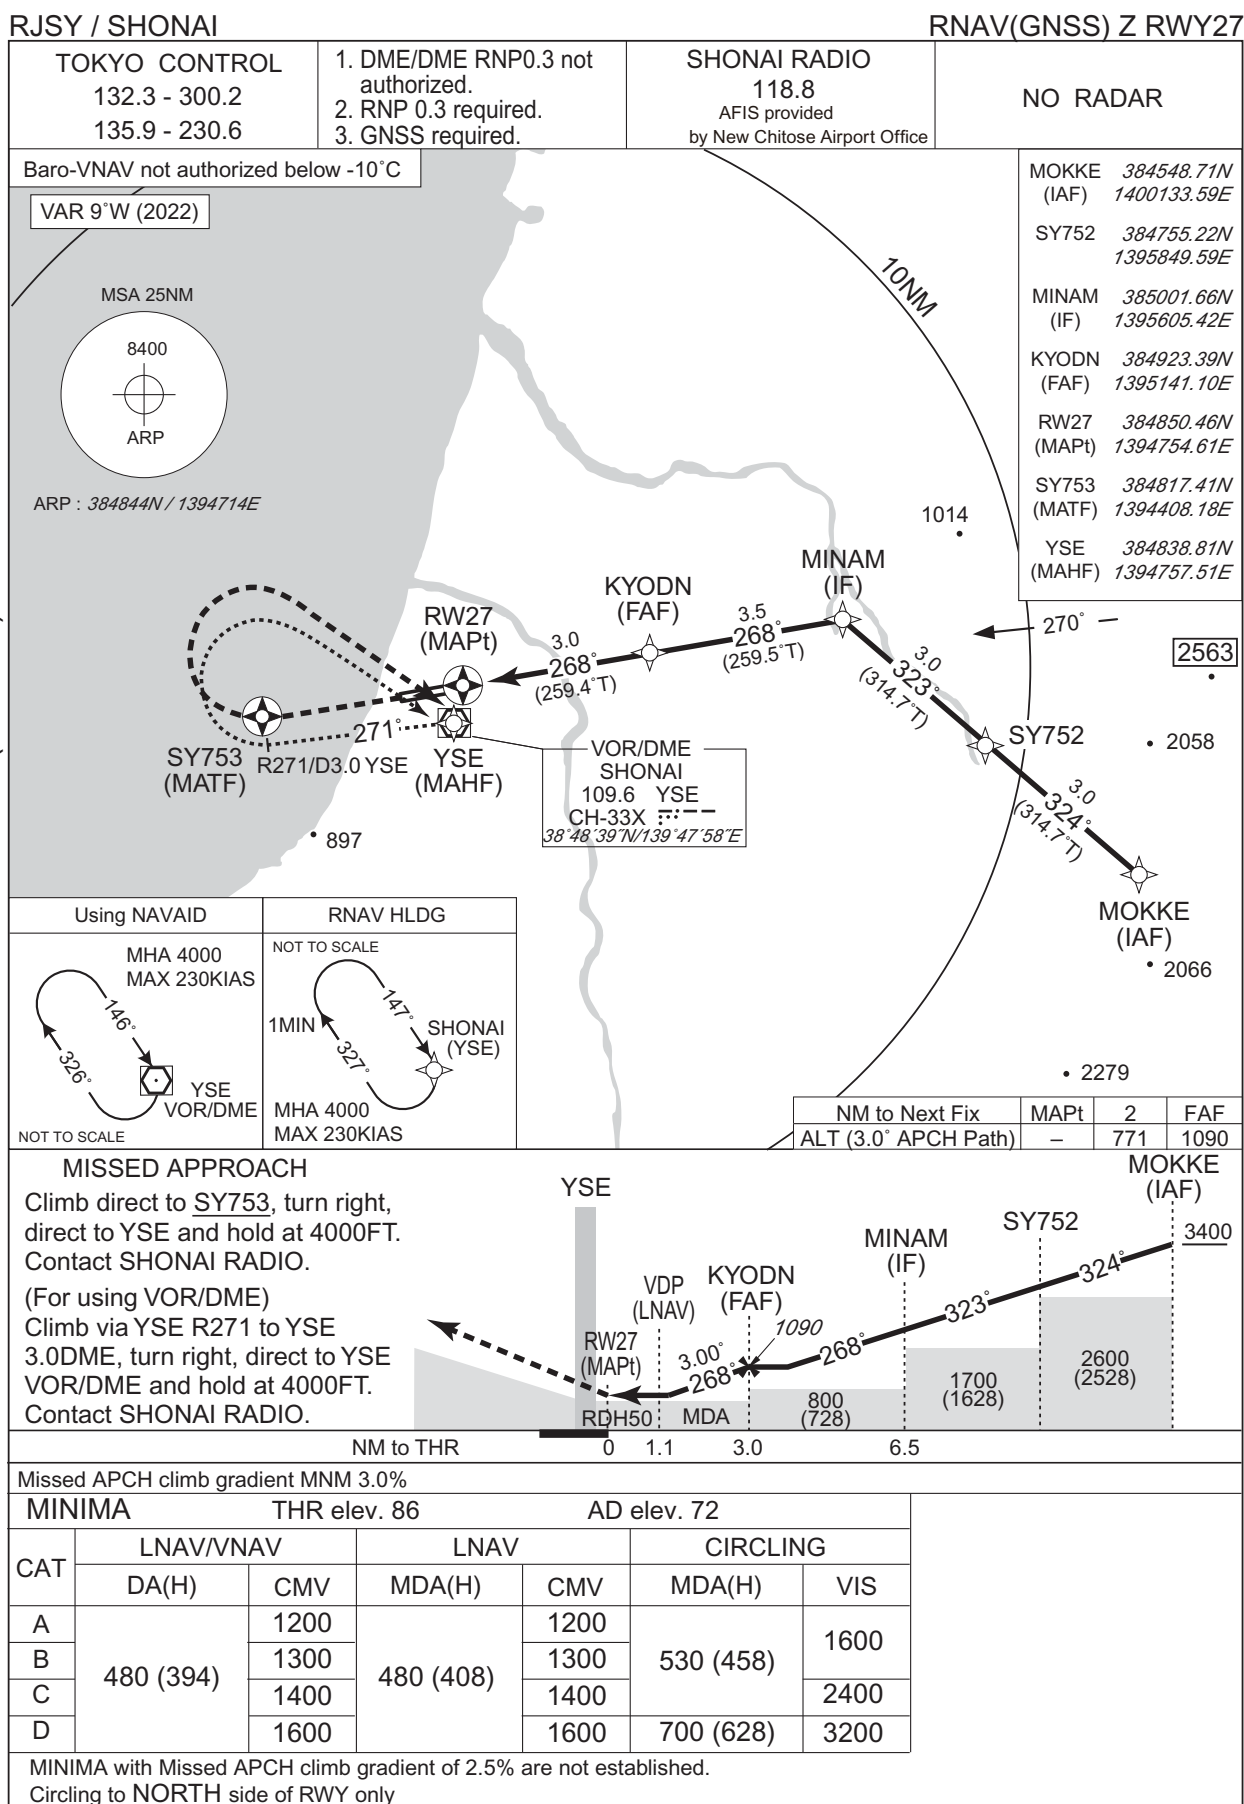 RJSY / SHONAI
RNAV(GNSS) Z RWY27
TOKYO CONTROL
132.3 - 300.2
135.9 - 230.6
1. DME/DME RNP0.3 not
authorized.
2. RNP 0.3 required.
3. GNSS required.
SHONAI RADIO
118.8
AFIS provided
by New Chitose Airport Office
NO RADAR
Baro-VNAV not authorized below -10˚C
VAR 9˚W (2022)
MSA 25NM
8400
ARP
ARP : 384844N / 1394714E
10NM
MOKKE 384548.71N
(IAF) 1400133.59E
SY752 384755.22N
1395849.59E
MINAM 385001.66N
(IF) 1395605.42E
KYODN 384923.39N
(FAF) 1395141.10E
RW27 384850.46N
(MAPt) 1394754.61E
SY753 384817.41N
(MATF) 1394408.18E
YSE 384838.81N
(MAHF) 1394757.51E
1014
MINAM
(IF)
KYODN
(FAF)
RW27
(MAPt)
3.0
268˚
(259.4˚T)
3.5
268˚
(259.5˚T)
3.0
323˚
(314.7˚T)
270˚
2563
SY752
2058
3.0
324˚
(314.7˚T)
MOKKE
(IAF)
2066
2279
271˚
SY753
(MATF)
R271/D3.0 YSE
YSE
(MAHF)
VOR/DME
SHONAI
109.6 YSE
CH-33X
38˚48´39˝N/139˚47´58˝E
897
Using NAVAID
MHA 4000
MAX 230KIAS
146˚
326˚
YSE
VOR/DME
NOT TO SCALE
RNAV HLDG
NOT TO SCALE
147˚
1MIN
327˚
SHONAI
(YSE)
MHA 4000
MAX 230KIAS
NM to Next Fix MAPt 2 FAF
ALT (3.0˚ APCH Path) – 771 1090
MISSED APPROACH
Climb direct to SY753, turn right,
direct to YSE and hold at 4000FT.
Contact SHONAI RADIO.
(For using VOR/DME)
Climb via YSE R271 to YSE
3.0DME, turn right, direct to YSE
VOR/DME and hold at 4000FT.
Contact SHONAI RADIO.
YSE
RW27
(MAPt)
VDP
(LNAV)
KYODN
(FAF)
1090
MINAM
(IF)
SY752
MOKKE
(IAF)
3400
3.00˚
268˚
268˚
323˚
324˚
RDH50
MDA
800
(728)
1700
(1628)
2600
(2528)
NM to THR 0 1.1 3.0 6.5
Missed APCH climb gradient MNM 3.0%
MINIMA THR elev. 86 AD elev. 72
CAT LNAV/VNAV LNAV CIRCLING
DA(H) CMV MDA(H) CMV MDA(H) VIS
A 480 (394) 1200 480 (408) 1200 530 (458) 1600
B 1300 1300
C 1400 1400 2400
D 1600 1600 700 (628) 3200
MINIMA with Missed APCH climb gradient of 2.5% are not established.
Circling to NORTH side of RWY only